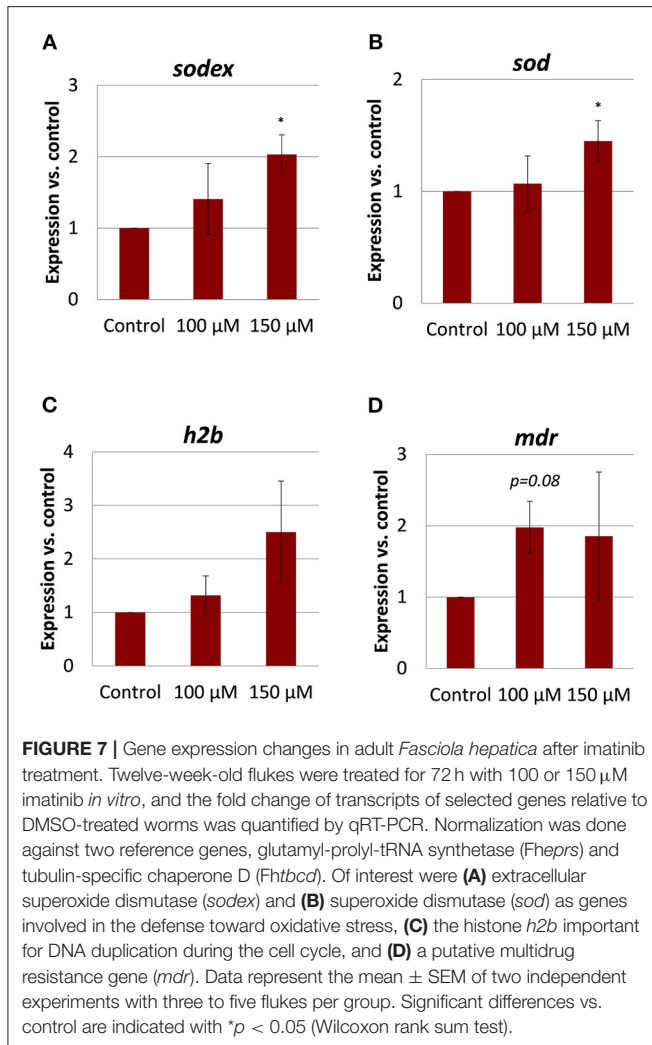 A
sodex
Expression vs. control
3
2
1
0
*
Control 100 µM 150 µM
B
sod
Expression vs. control
2
1
0
*
Control 100 µM 150 µM
C
h2b
Expression vs. control
4
3
2
1
0
Control 100 µM 150 µM
D
mdr
Expression vs. control
3
2
1
0
p=0.08
Control 100 µM 150 µM
FIGURE 7 | Gene expression changes in adult Fasciola hepatica after imatinib
treatment. Twelve-week-old flukes were treated for 72 h with 100 or 150 µM
imatinib in vitro, and the fold change of transcripts of selected genes relative to
DMSO-treated worms was quantified by qRT-PCR. Normalization was done
against two reference genes, glutamyl-prolyl-tRNA synthetase (Fheprs) and
tubulin-specific chaperone D (Fhtbcd). Of interest were (A) extracellular
superoxide dismutase (sodex) and (B) superoxide dismutase (sod) as genes
involved in the defense toward oxidative stress, (C) the histone h2b important
for DNA duplication during the cell cycle, and (D) a putative multidrug
resistance gene (mdr). Data represent the mean ± SEM of two independent
experiments with three to five flukes per group. Significant differences vs.
control are indicated with *p < 0.05 (Wilcoxon rank sum test).